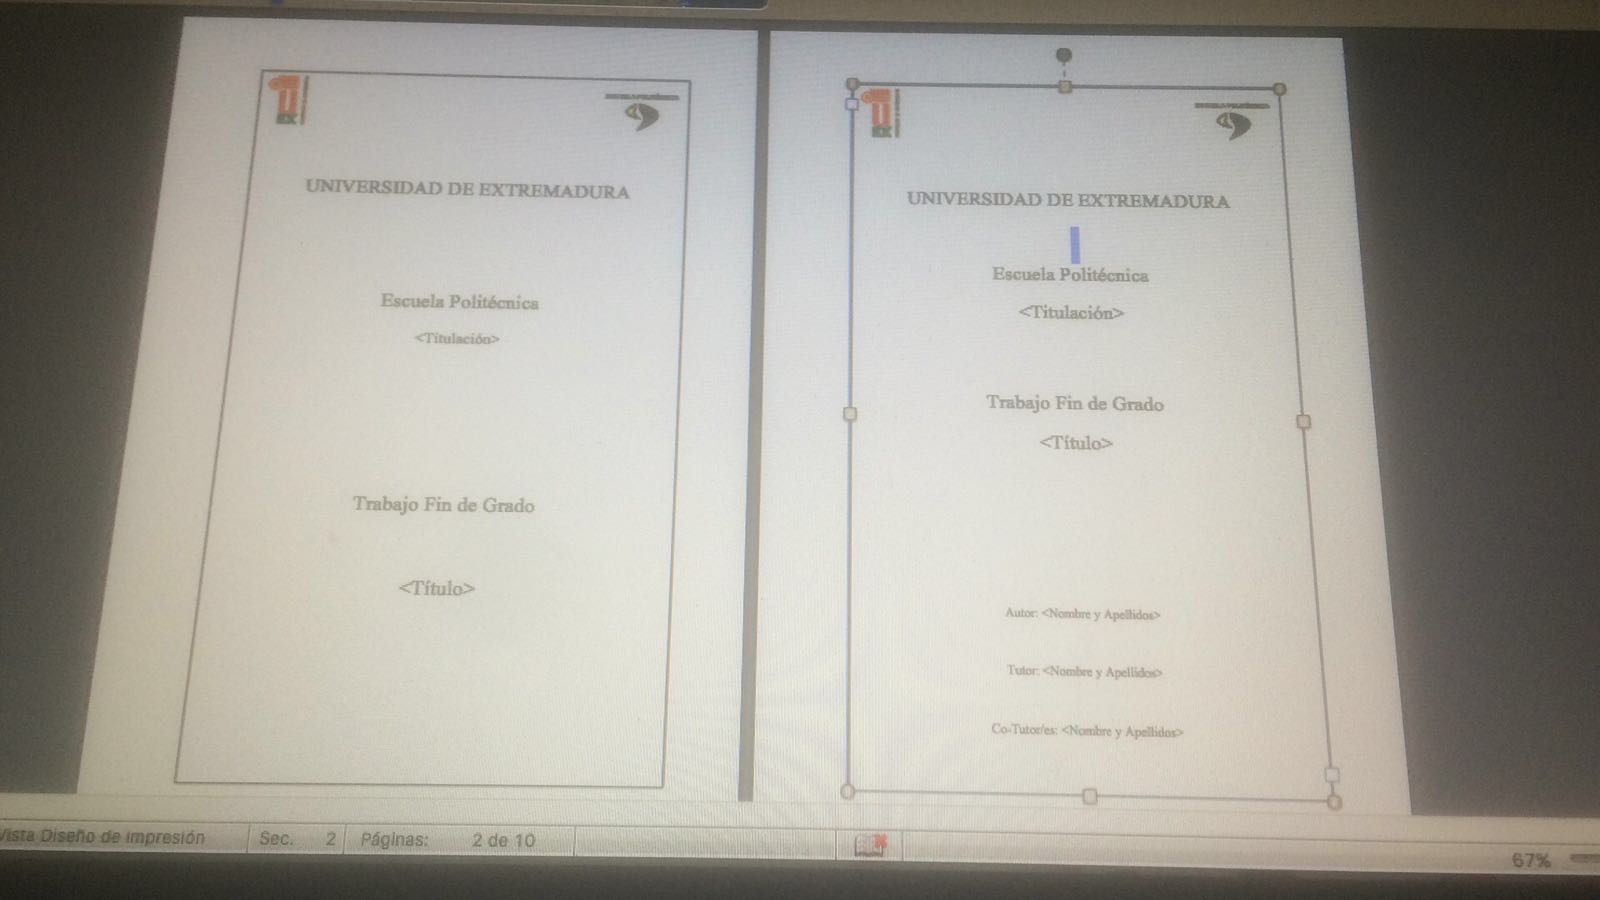 UNIVERSIDAD DE EXTREMADURA
Escuela Politécnica
<Titulación>
Trabajo Fin de Grado
<Título>
UEX
UNIVERSIDAD DE EXTREMADURA
Escuela Politécnica
<Titulación>
Trabajo Fin de Grado
<Título>
Autor: <Nombre y Apellidos>
Tutor: <Nombre y Apellidos>
Co-Tutor/es: <Nombre y Apellidos>
Vista Diseño de impresión Sec. 2 Páginas: 2 de 10 67%